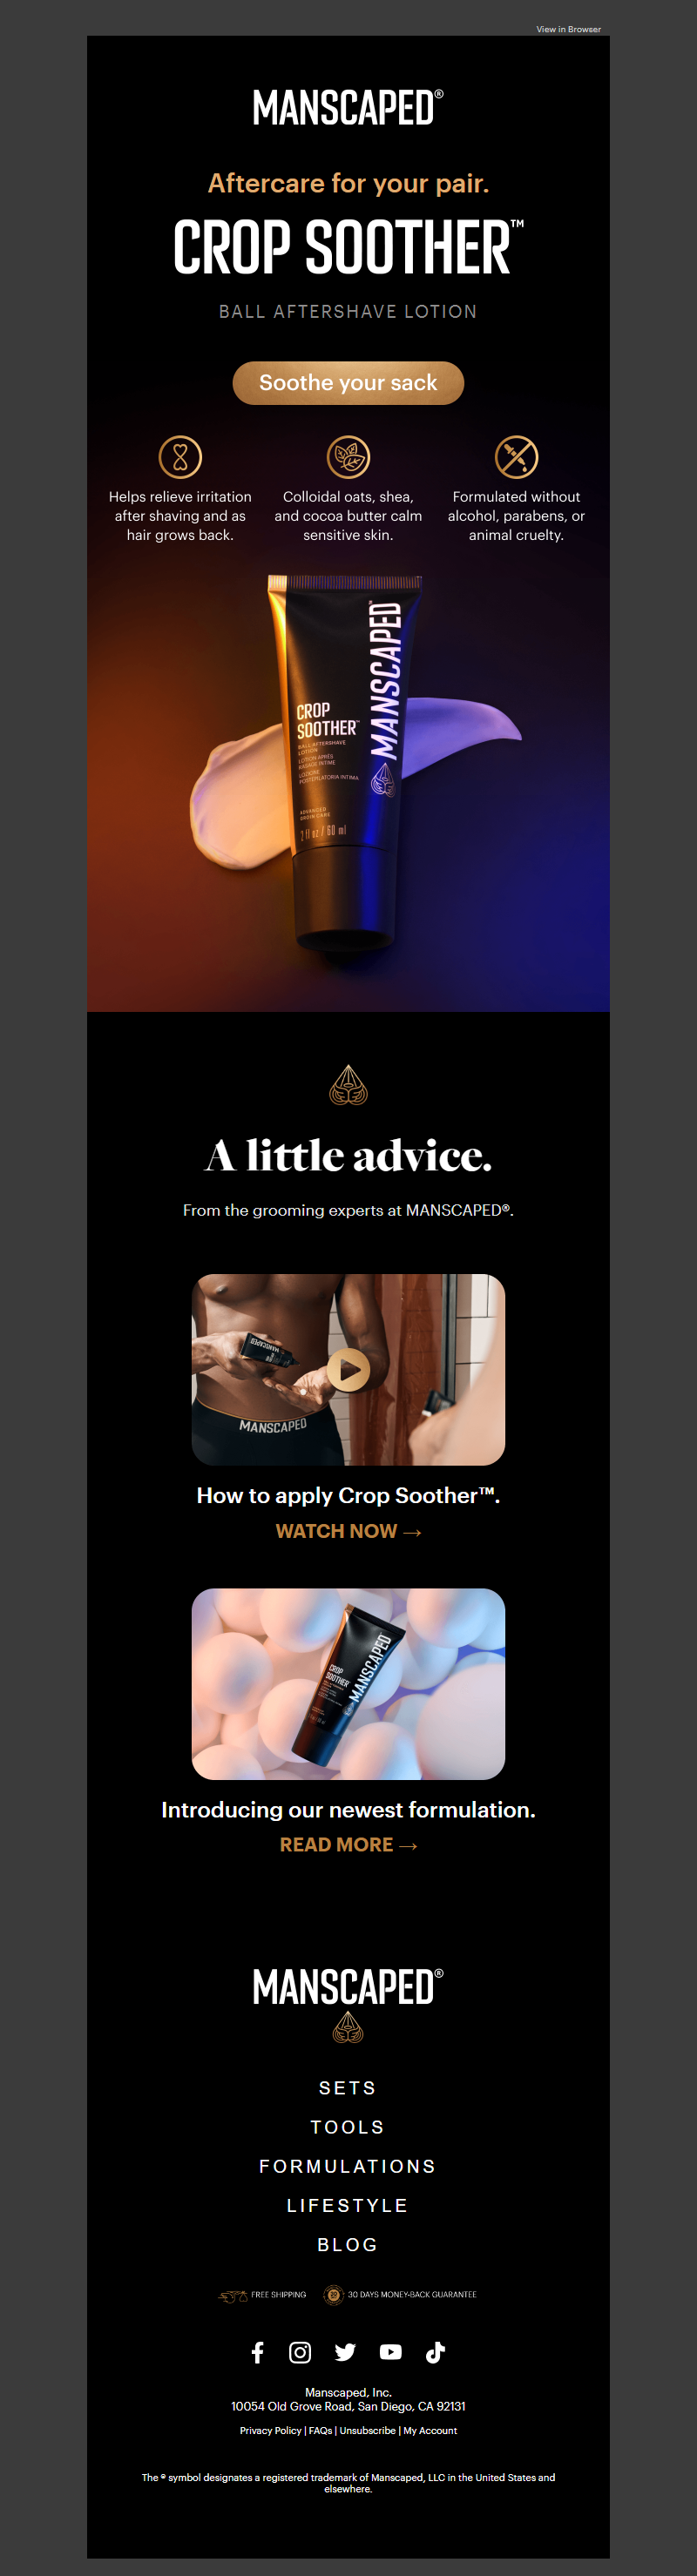 View in Browser
MANSCAPED®
Aftercare for your pair.
CROP SOOTHER™
BALL AFTERSHAVE LOTION
Soothe your sack
Helps relieve irritation
after shaving and as
hair grows back.
Colloidal oats, shea,
and cocoa butter calm
sensitive skin.
Formulated without
alcohol, parabens, or
animal cruelty.
MANSCAPED
CROP
SOOTHER™
BALL AFTERSHAVE
LOTION
LOTION APRÈS
RASAGE INTIME
LOZIONE
POSTEPILATORIA INTIMA
ADVANCED
GROIN CARE
2 fl oz / 60 ml
A little advice.
From the grooming experts at MANSCAPED®.
MANSCAPED
MANSCAPED
How to apply Crop Soother™.
WATCH NOW →
CROP
SOOTHER
MANSCAPED
Introducing our newest formulation.
READ MORE →
MANSCAPED®
SETS
TOOLS
FORMULATIONS
LIFESTYLE
BLOG
FREE SHIPPING
30 DAYS MONEY-BACK GUARANTEE
Manscaped, Inc.
10054 Old Grove Road, San Diego, CA 92131
Privacy Policy | FAQs | Unsubscribe | My Account
The ® symbol designates a registered trademark of Manscaped, LLC in the United States and
elsewhere.